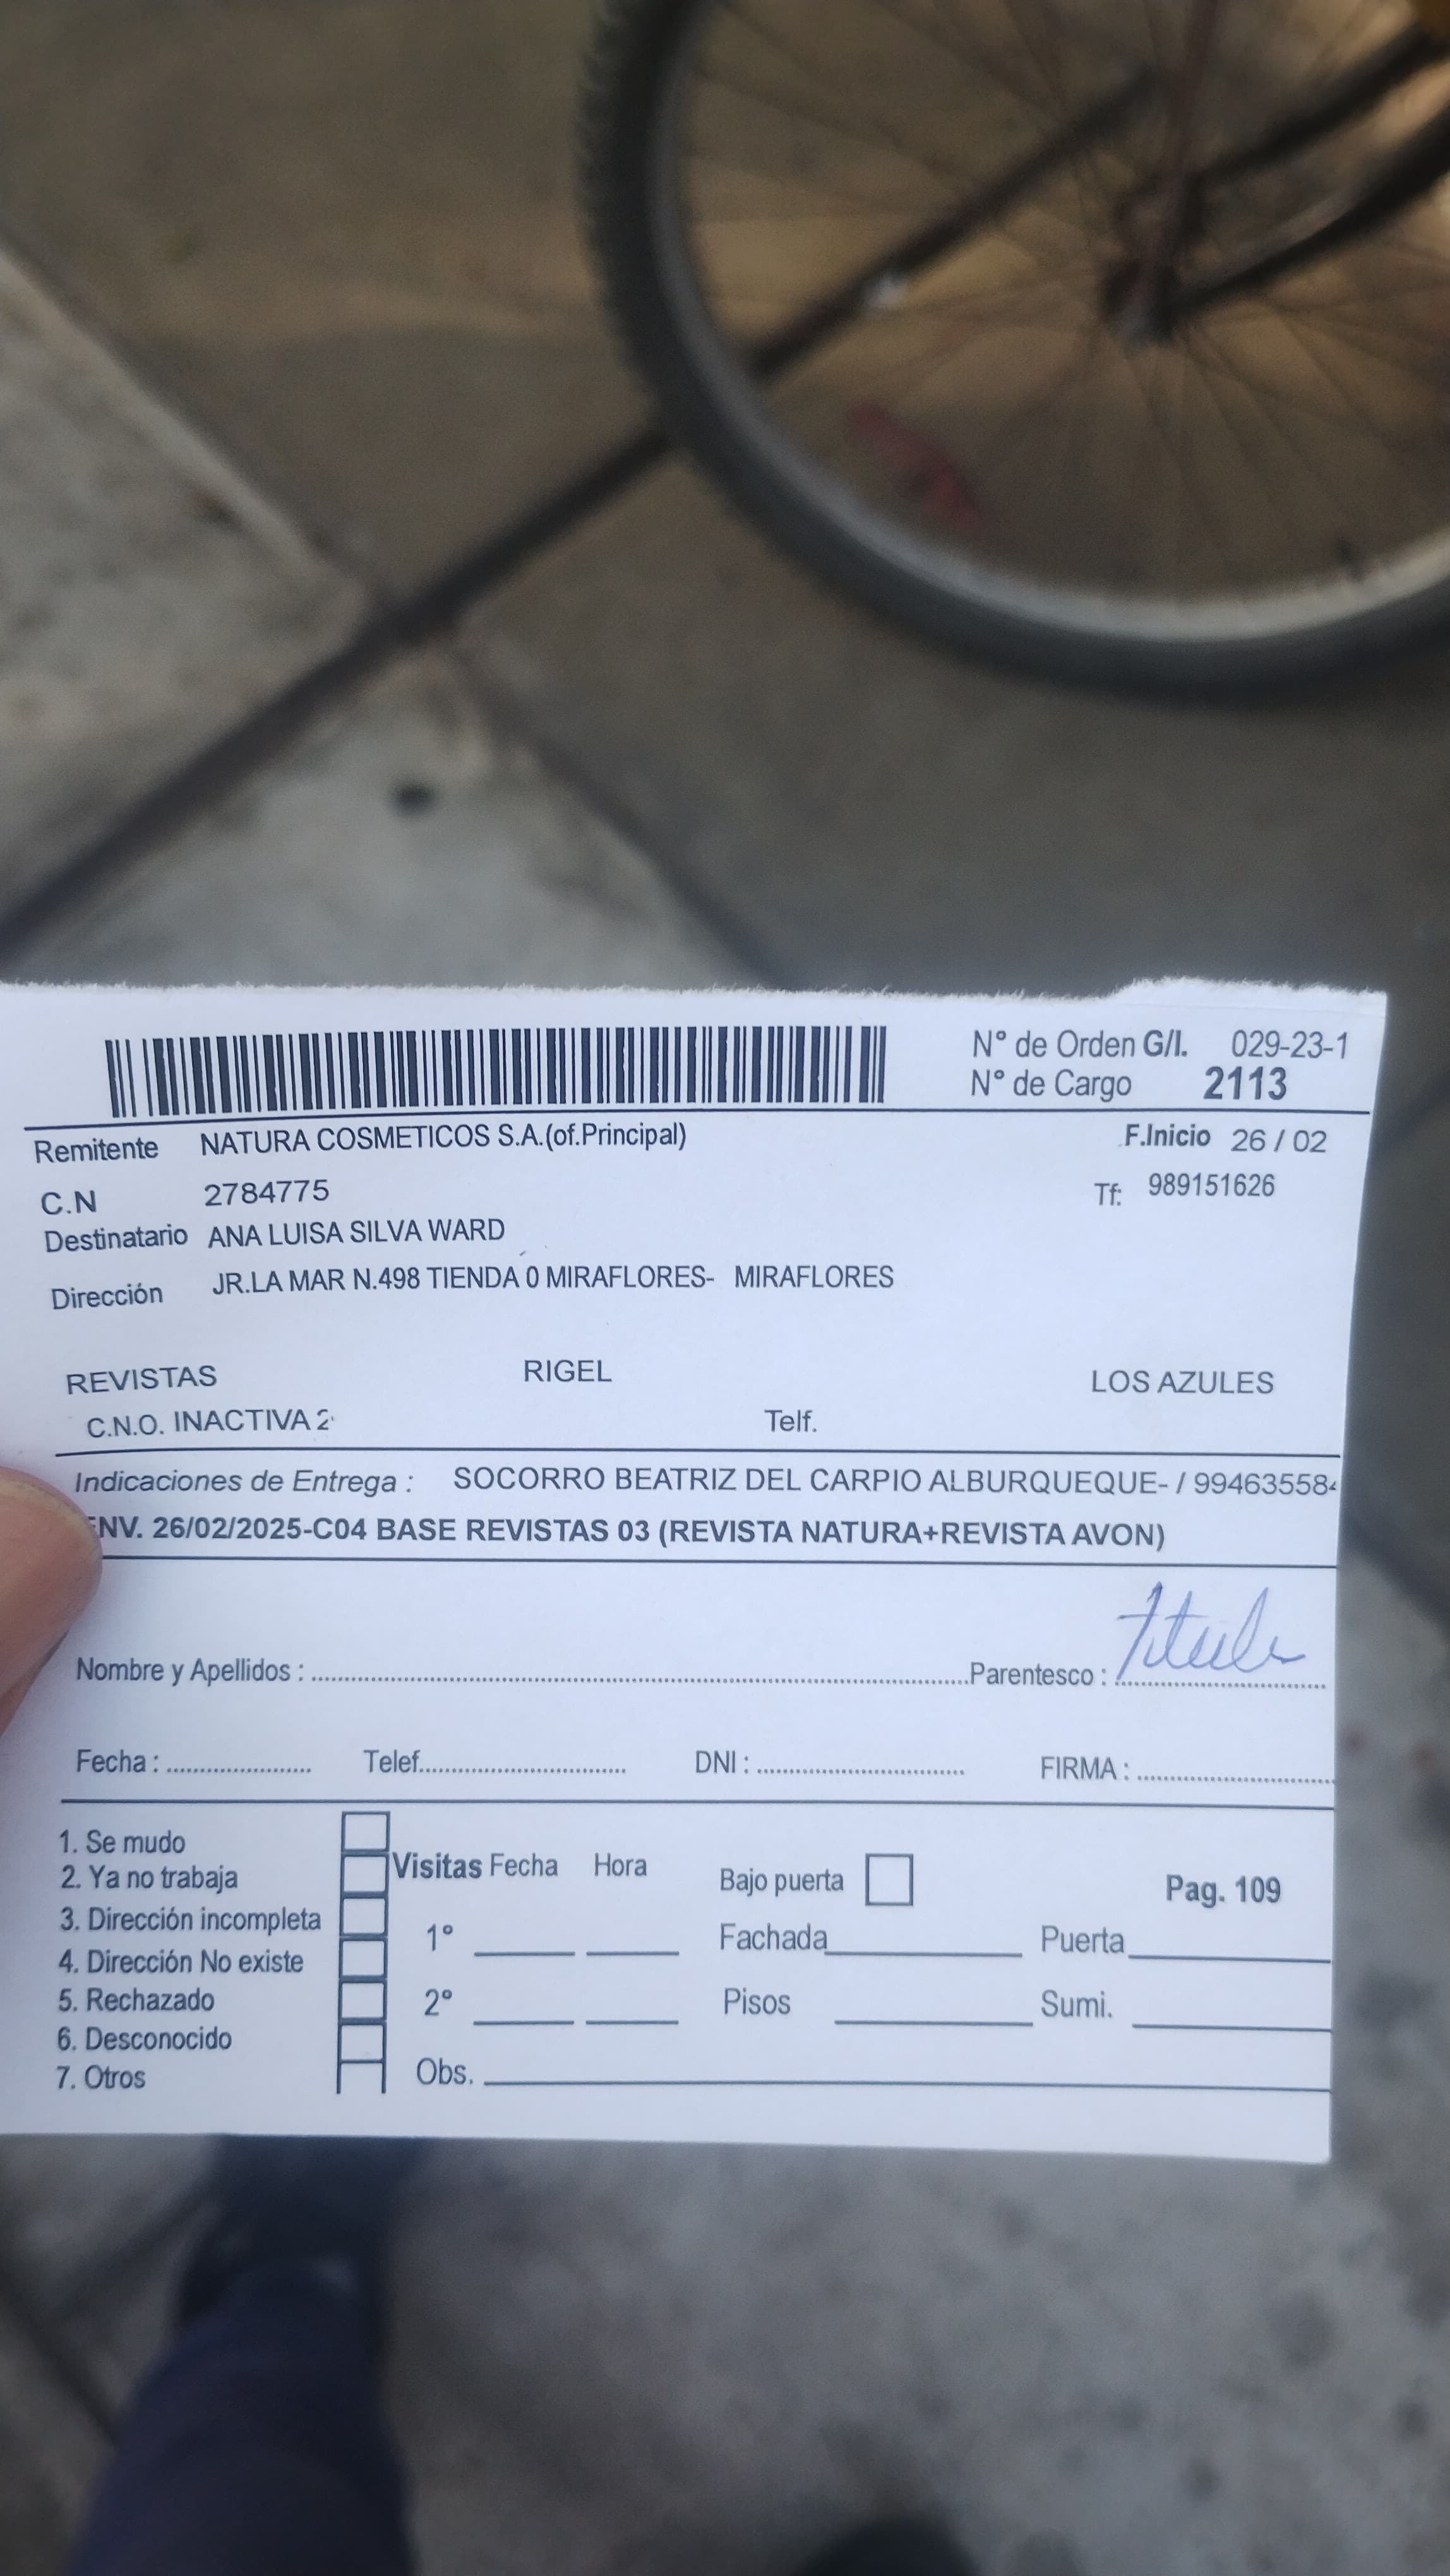 N° de Orden G/I. 029-23-1
N° de Cargo 2113
Remitente NATURA COSMETICOS S.A.(of.Principal) F.Inicio 26 / 02
C.N 2784775 Tf: 989151626
Destinatario ANA LUISA SILVA WARD
Dirección JR.LA MAR N.498 TIENDA 0 MIRAFLORES- MIRAFLORES
REVISTAS RIGEL LOS AZULES
C.N.O. INACTIVA 2 Telf.
Indicaciones de Entrega : SOCORRO BEATRIZ DEL CARPIO ALBURQUEQUE- / 99463558
NV. 26/02/2025-C04 BASE REVISTAS 03 (REVISTA NATURA+REVISTA AVON)
Nombre y Apellidos : Parentesco :
Fecha : Telef. DNI : FIRMA :
1. Se mudo
2. Ya no trabaja
3. Dirección incompleta
4. Dirección No existe
5. Rechazado
6. Desconocido
7. Otros
Visitas Fecha Hora
1°
2°
Obs.
Bajo puerta Pag. 109
Fachada Puerta
Pisos Sumi.